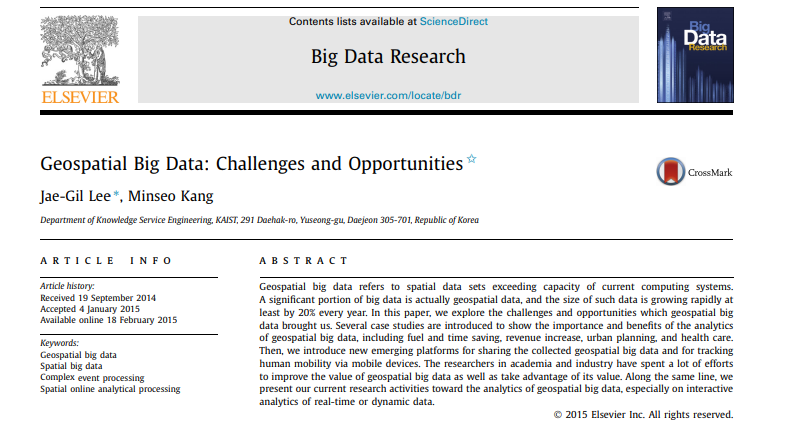 Contents lists available at ScienceDirect
Big Data Research
www.elsevier.com/locate/bdr
ELSEVIER
Big
Data
Research
Geospatial Big Data: Challenges and Opportunities ☆
CrossMark
Jae-Gil Lee *, Minseo Kang
Department of Knowledge Service Engineering, KAIST, 291 Daehak-ro, Yuseong-gu, Daejeon 305-701, Republic of Korea
ARTICLE INFO
Article history:
Received 19 September 2014
Accepted 4 January 2015
Available online 18 February 2015
Keywords:
Geospatial big data
Spatial big data
Complex event processing
Spatial online analytical processing
ABSTRACT
Geospatial big data refers to spatial data sets exceeding capacity of current computing systems.
A significant portion of big data is actually geospatial data, and the size of such data is growing rapidly at
least by 20% every year. In this paper, we explore the challenges and opportunities which geospatial big
data brought us. Several case studies are introduced to show the importance and benefits of the analytics
of geospatial big data, including fuel and time saving, revenue increase, urban planning, and health care.
Then, we introduce new emerging platforms for sharing the collected geospatial big data and for tracking
human mobility via mobile devices. The researchers in academia and industry have spent a lot of efforts
to improve the value of geospatial big data as well as take advantage of its value. Along the same line, we
present our current research activities toward the analytics of geospatial big data, especially on interactive
analytics of real-time or dynamic data.
© 2015 Elsevier Inc. All rights reserved.